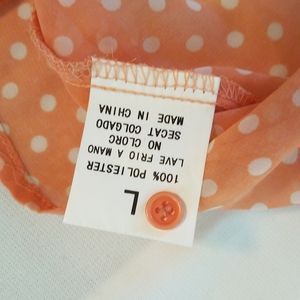 L
100% POLIESTER
LAVE FRIO A MANO
NO CLORO
SECAT COLGADO
MADE IN CHINA